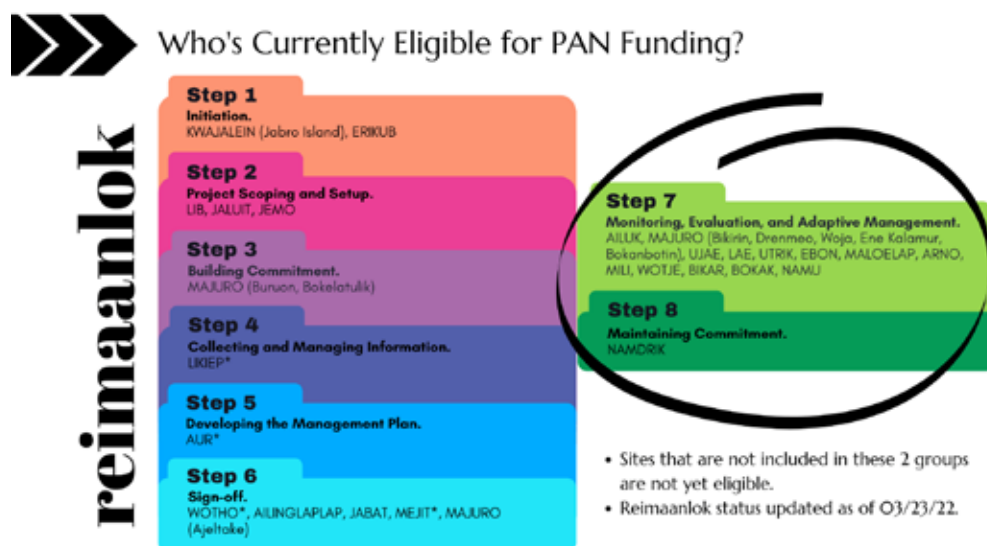 Who's Currently Eligible for PAN Funding?
reimaanlok
Step 1
Initiation.
KWAJALEIN (Jabro Island), ERIKUB
Step 2
Project Scoping and Setup.
LIB, JALUIT, JEMO
Step 3
Building Commitment.
MAJURO (Buruon, Bokelatulik)
Step 4
Collecting and Managing Information.
LIKIEP*
Step 5
Developing the Management Plan.
AUR*
Step 6
Sign-off.
WOTHO*, AILINGLAPLAP, JABAT, MEJIT*, MAJURO
(Ajeltake)
Step 7
Monitoring, Evaluation, and Adaptive Management.
AILUK, MAJURO (Bikirin, Drenmeo, Woja, Ene Kalamur,
Bokanbotin), UJAE, LAE, UTRIK, EBON, MALOELAP, ARNO,
MILI, WOTJE, BIKAR, BOKAK, NAMU
Step 8
Maintaining Commitment.
NAMDRIK
• Sites that are not included in these 2 groups
are not yet eligible.
• Reimaanlok status updated as of 03/23/22.